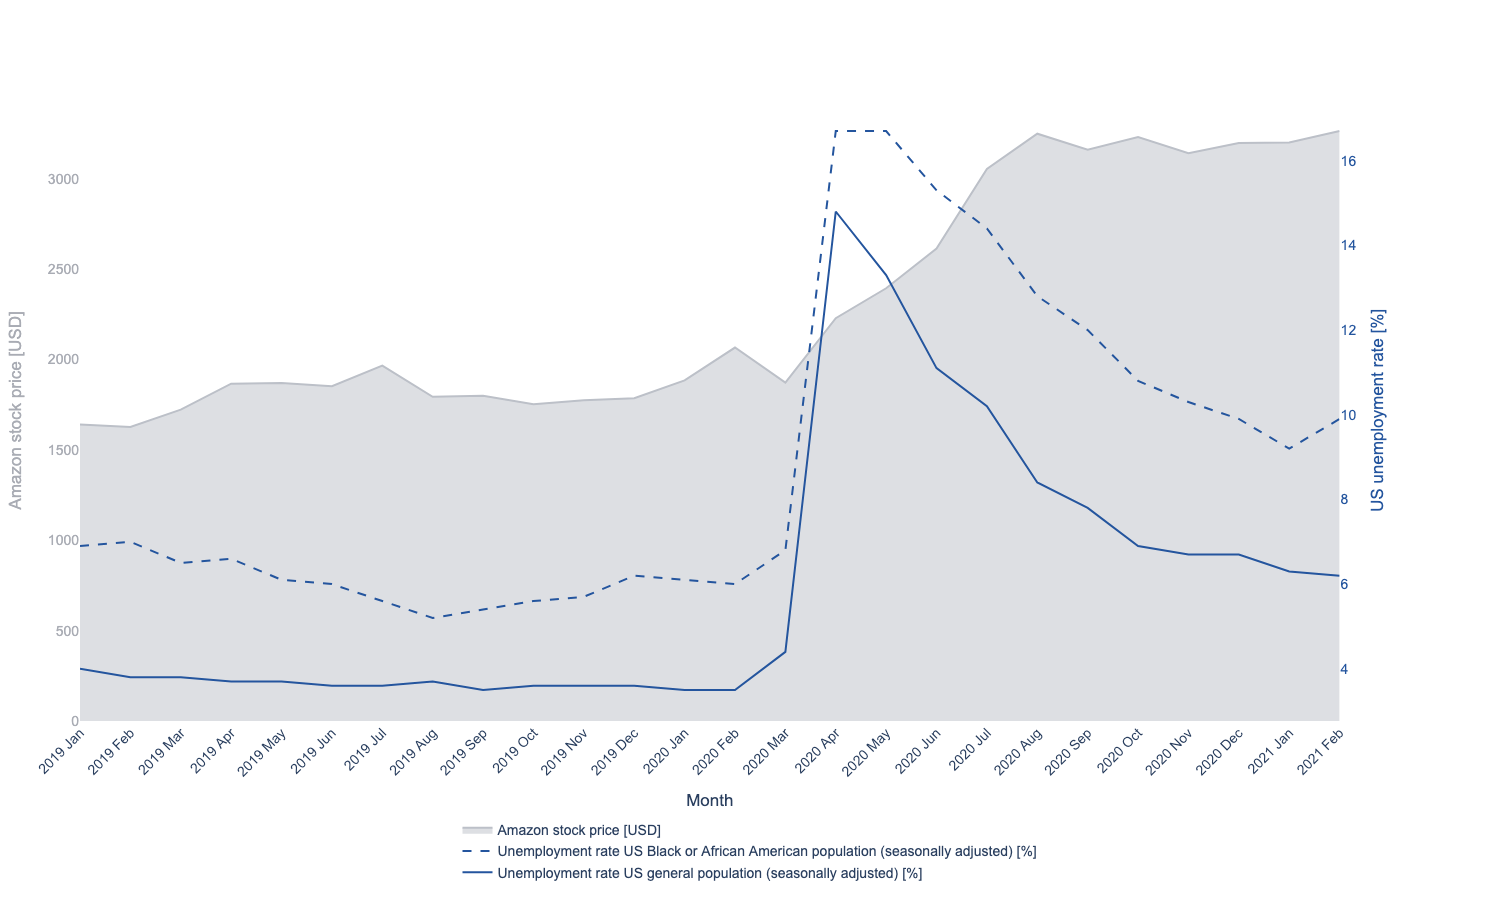 Amazon stock price [USD]
3000
2500
2000
1500
1000
500
0
US unemployment rate [%]
16
14
12
10
8
6
4
2019 Jan
2019 Feb
2019 Mar
2019 Apr
2019 May
2019 Jun
2019 Jul
2019 Aug
2019 Sep
2019 Oct
2019 Nov
2019 Dec
2020 Jan
2020 Feb
2020 Mar
2020 Apr
2020 May
2020 Jun
2020 Jul
2020 Aug
2020 Sep
2020 Oct
2020 Nov
2020 Dec
2021 Jan
2021 Feb
Month
Amazon stock price [USD]
Unemployment rate US Black or African American population (seasonally adjusted) [%]
Unemployment rate US general population (seasonally adjusted) [%]